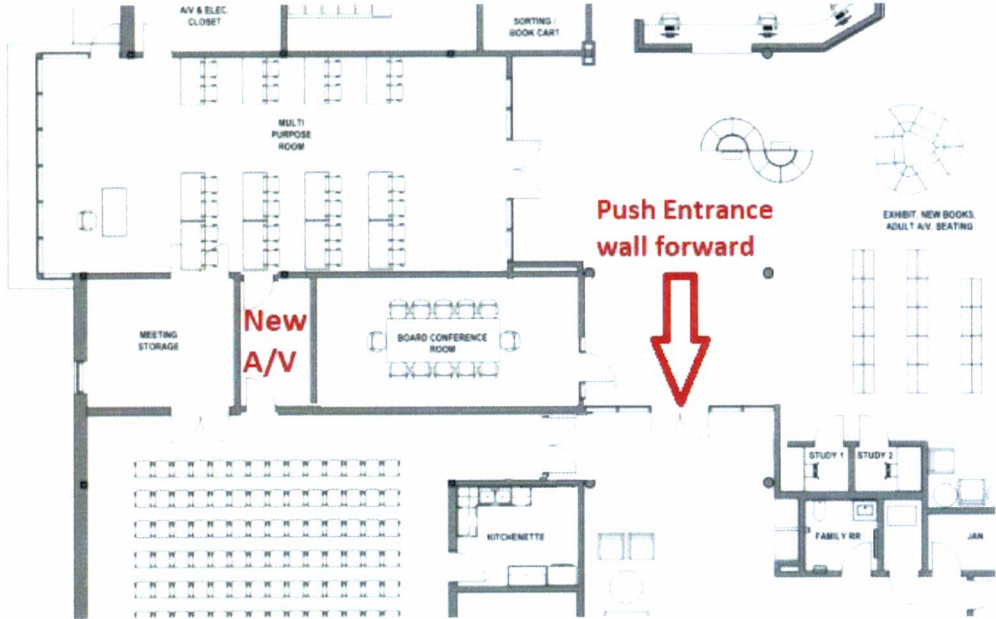 A/V & ELEC.
CLOSET
SORTING /
BOOK CART
MULTI
PURPOSE
ROOM
Push Entrance
wall forward
EXHIBIT, NEW BOOKS,
ADULT A/V, SEATING
New
A/V
MEETING
STORAGE
BOARD CONFERENCE
ROOM
STUDY 1
STUDY 2
KITCHENETTE
FAMILY RR
JAN